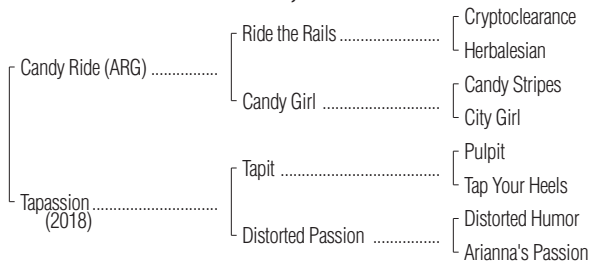 Cryptoclearance
Ride the Rails
Herbalesian
Candy Ride (ARG)
Candy Stripes
Candy Girl
City Girl
Pulpit
Tapit
Tap Your Heels
Tapassion
(2018)
Distorted Humor
Distorted Passion
Arianna's Passion